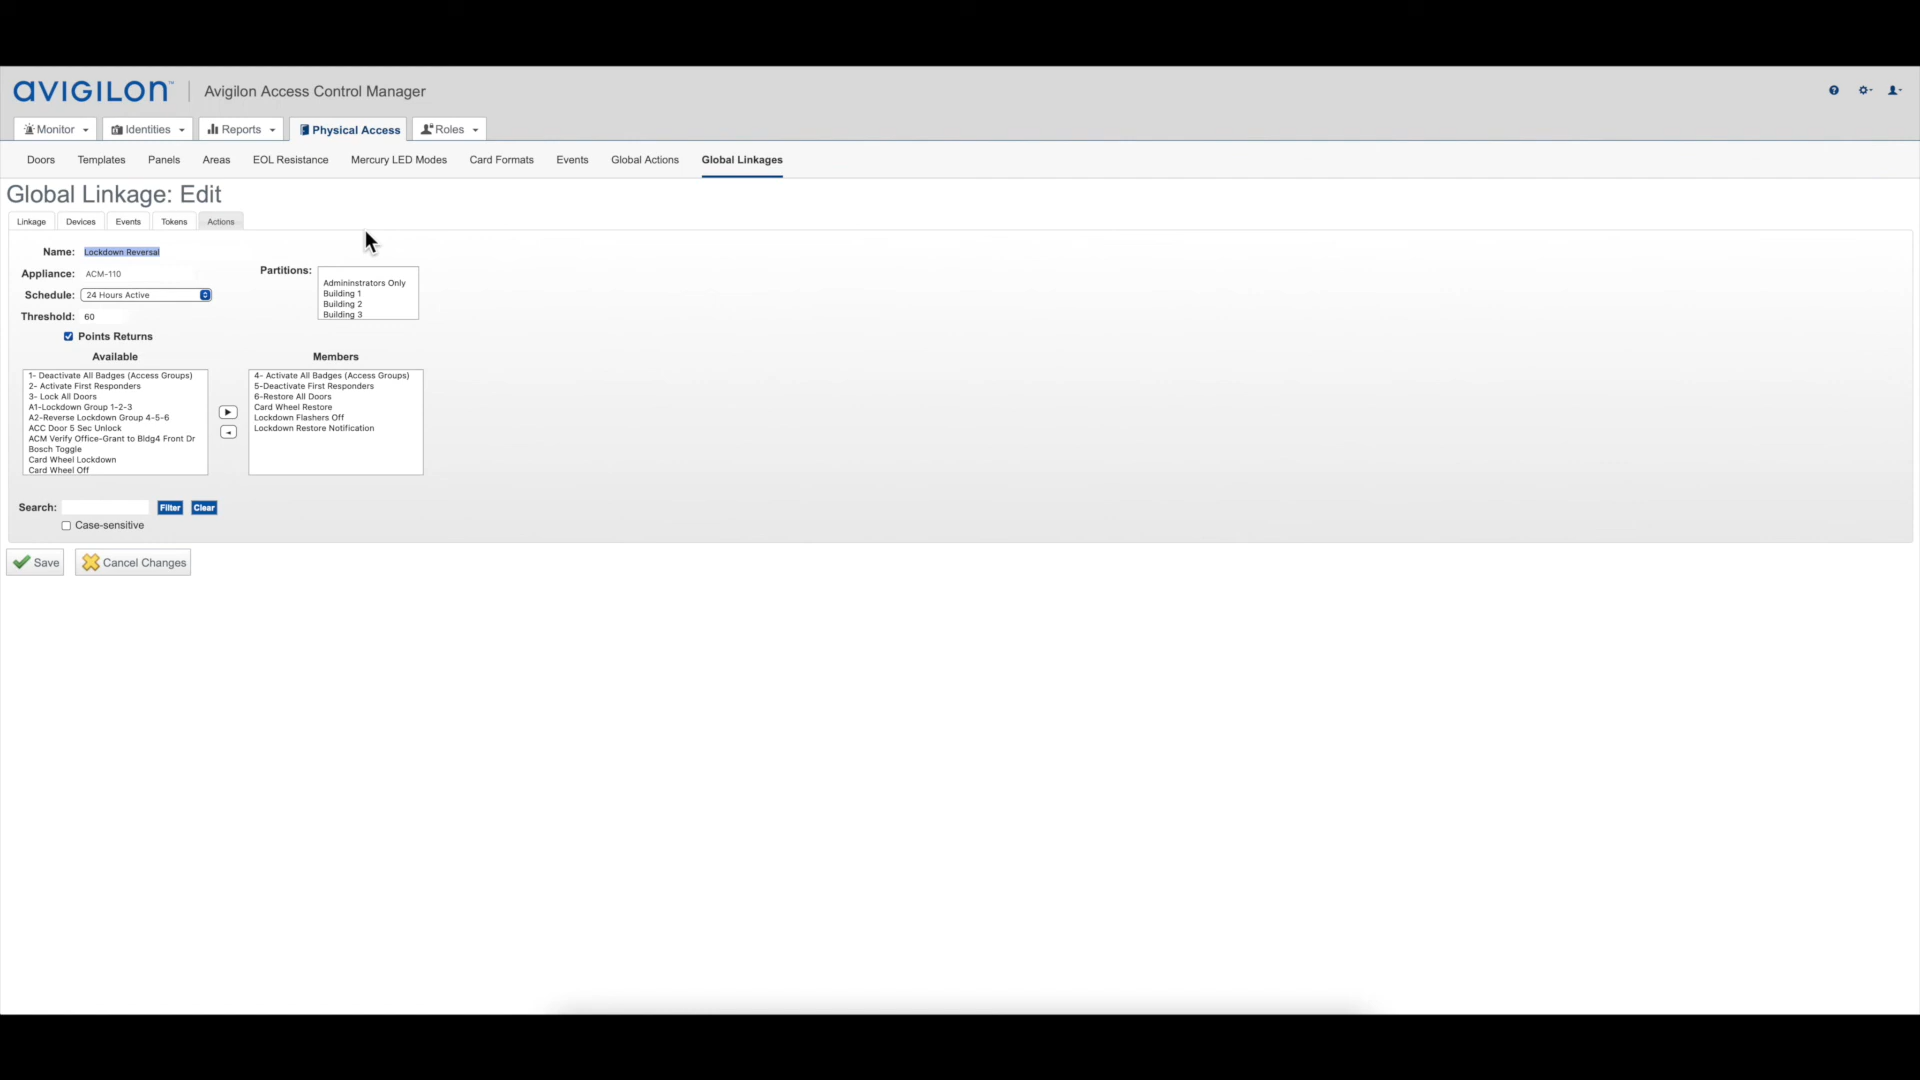 AVIGILON™ Avigilon Access Control Manager
Monitor Identities Reports Physical Access Roles
Doors Templates Panels Areas EOL Resistance Mercury LED Modes Card Formats Events Global Actions Global Linkages
Global Linkage: Edit
Linkage Devices Events Tokens Actions
Name: Lockdown Reversal
Appliance: ACM-110
Schedule: 24 Hours Active
Threshold: 60
Points Returns
Partitions:
Admininstrators Only
Building 1
Building 2
Building 3
Available
1- Deactivate All Badges (Access Groups)
2- Activate First Responders
3- Lock All Doors
A1-Lockdown Group 1-2-3
A2-Reverse Lockdown Group 4-5-6
ACC Door 5 Sec Unlock
ACM Verify Office-Grant to Bldg4 Front Dr
Bosch Toggle
Card Wheel Lockdown
Card Wheel Off
Members
4- Activate All Badges (Access Groups)
5-Deactivate First Responders
6-Restore All Doors
Card Wheel Restore
Lockdown Flashers Off
Lockdown Restore Notification
Search: Filter Clear
Case-sensitive
Save Cancel Changes